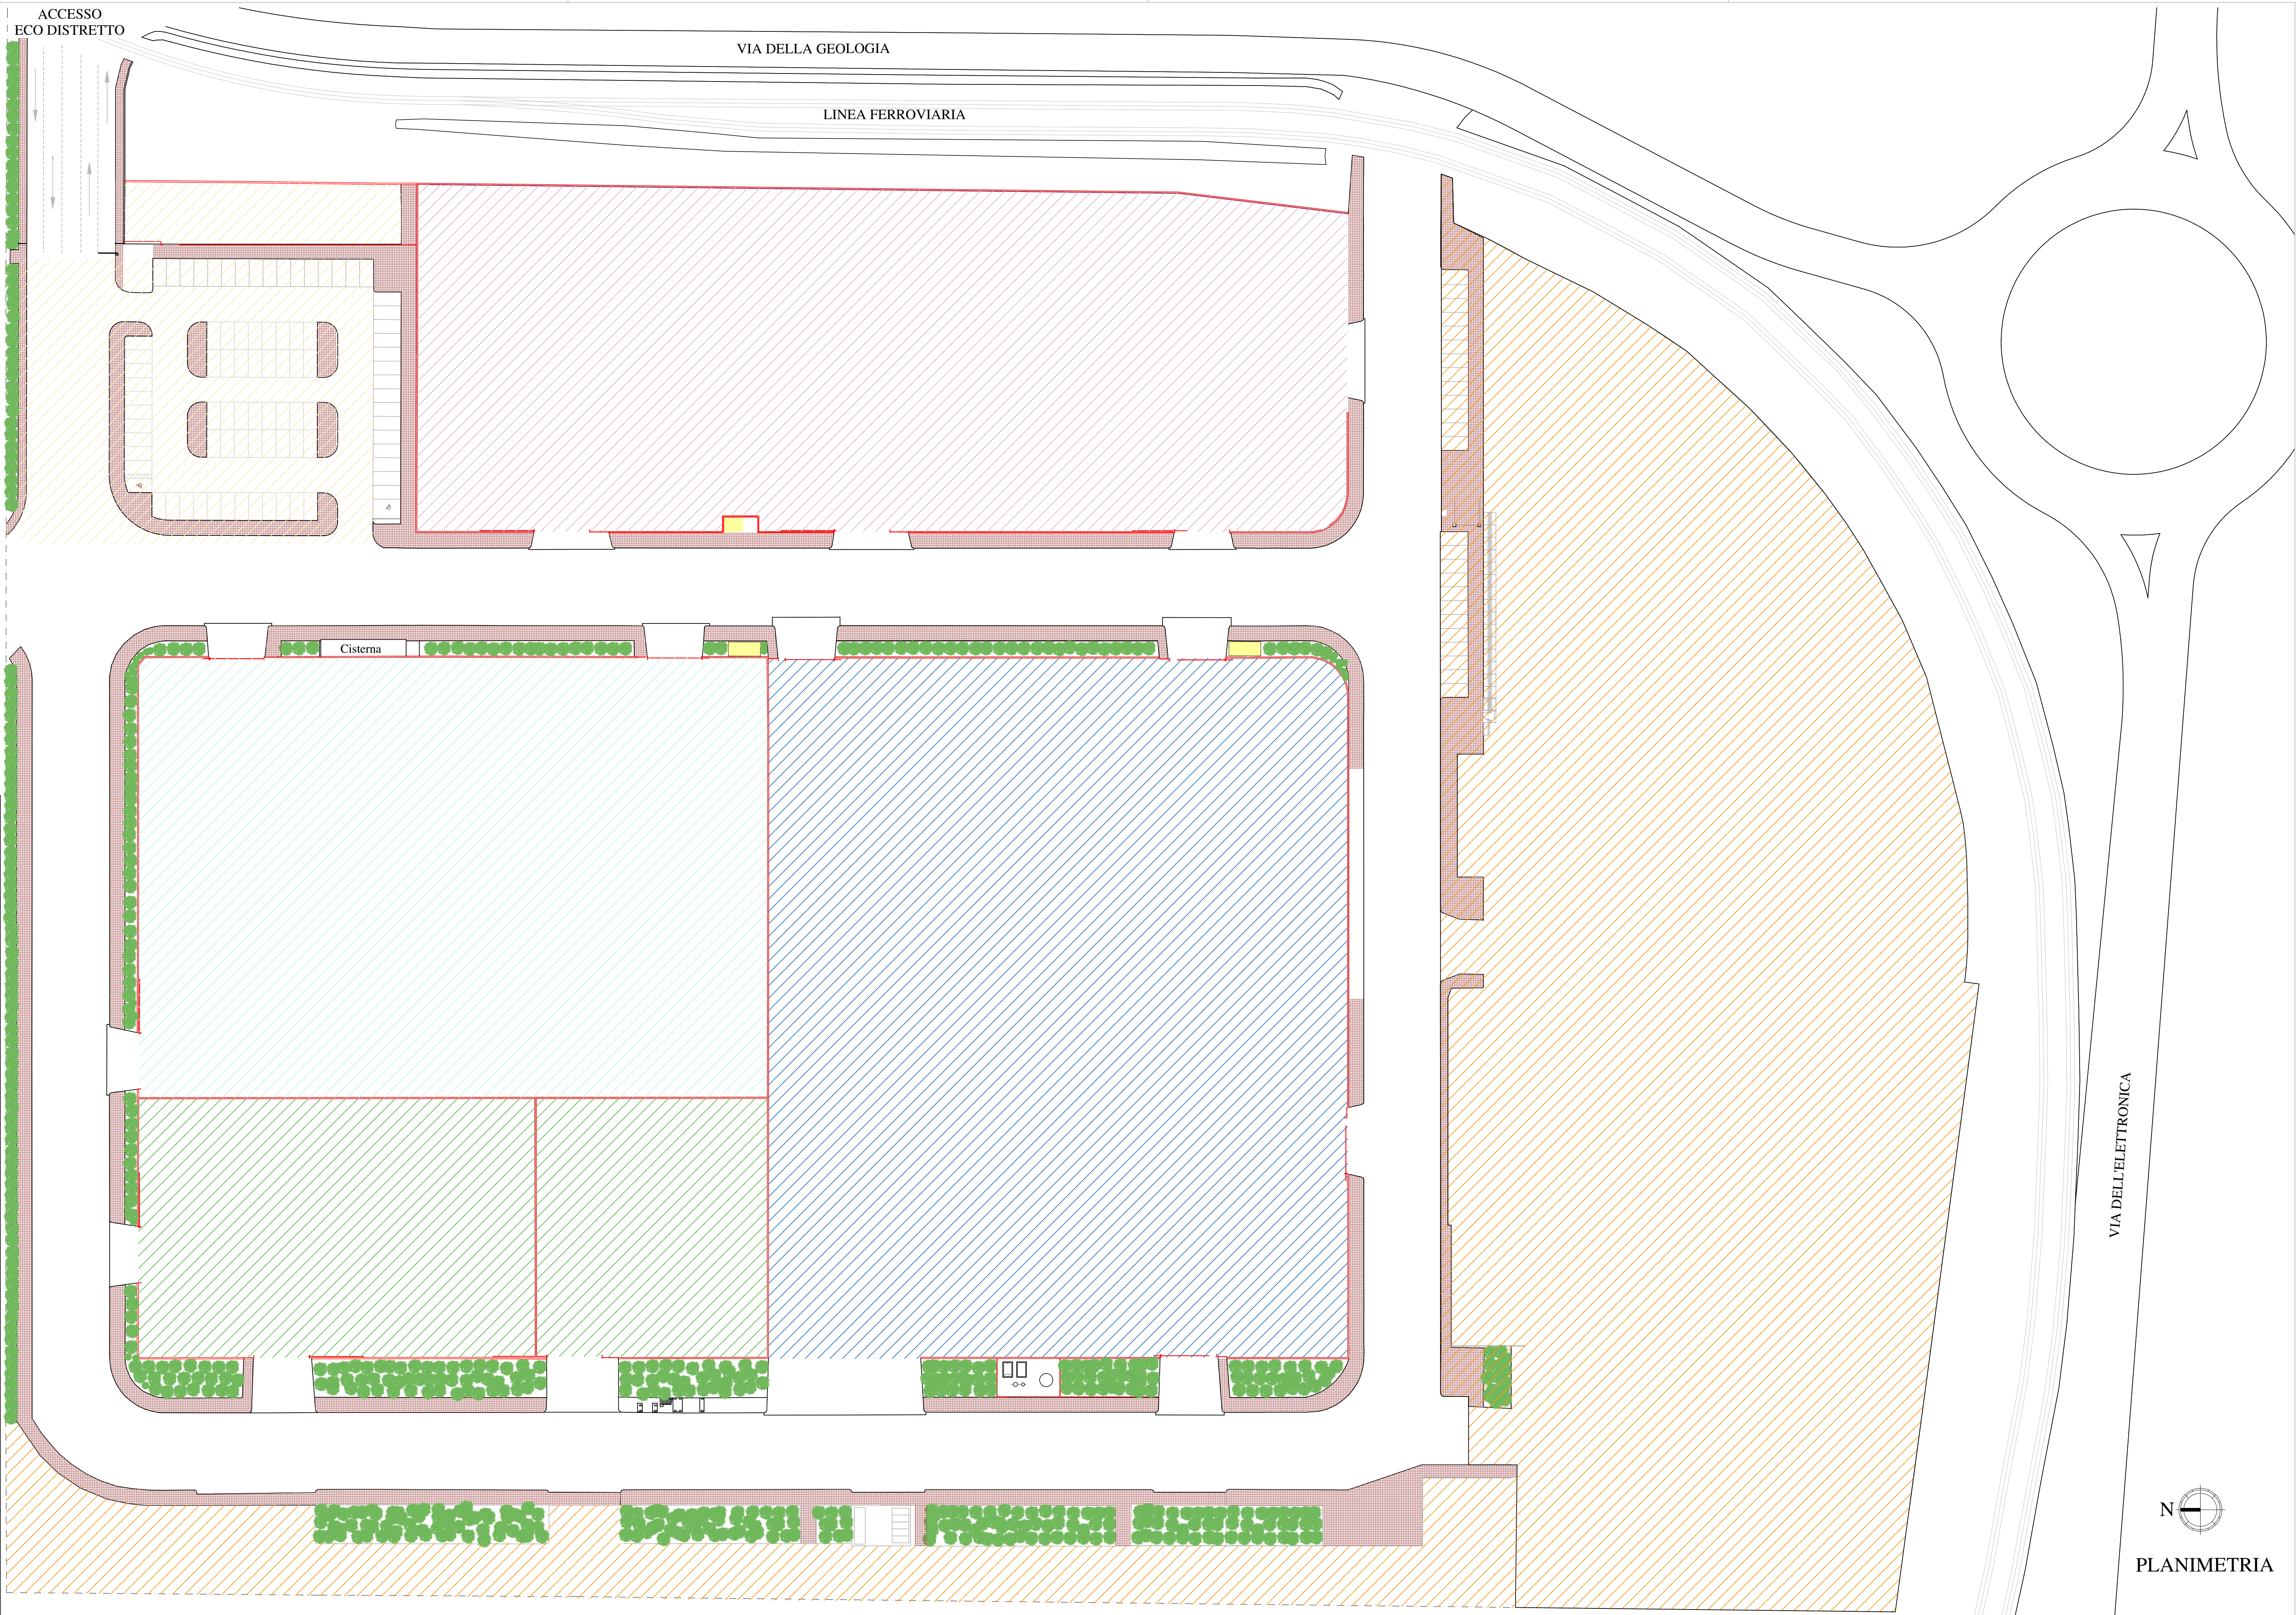 ACCESSO
ECO DISTRETTO
VIA DELLA GEOLOGIA
LINEA FERROVIARIA
Cisterna
VIA DELL'ELETTRONICA
N
PLANIMETRIA